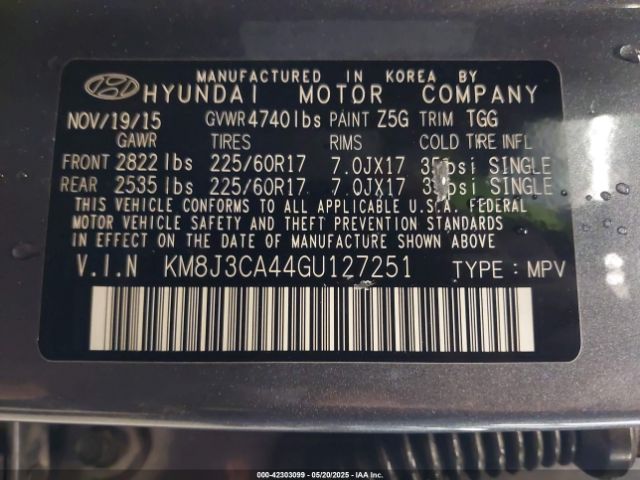 MANUFACTURED IN KOREA BY
HYUNDAI MOTOR COMPANY
NOV/19/15 GVWR 4740lbs PAINT Z5G TRIM TGG
GAWR TIRES RIMS COLD TIRE INFL
FRONT 2822 lbs 225/60R17 7.0JX17 35psi SINGLE
REAR 2535 lbs 225/60R17 7.0JX17 SINGLE
THIS VEHICLE CONFORMS TO ALL APPLICABLE U.S.A. FEDERAL
MOTOR VEHICLE SAFETY AND THEFT PREVENTION STANDARDS
IN EFFECT ON THE DATE OF MANUFACTURE SHOWN ABOVE.
V.I.N KM8J3CA44GU127251 TYPE : MPV
000-42303099 — 05/20/2025 — IAA, Inc.